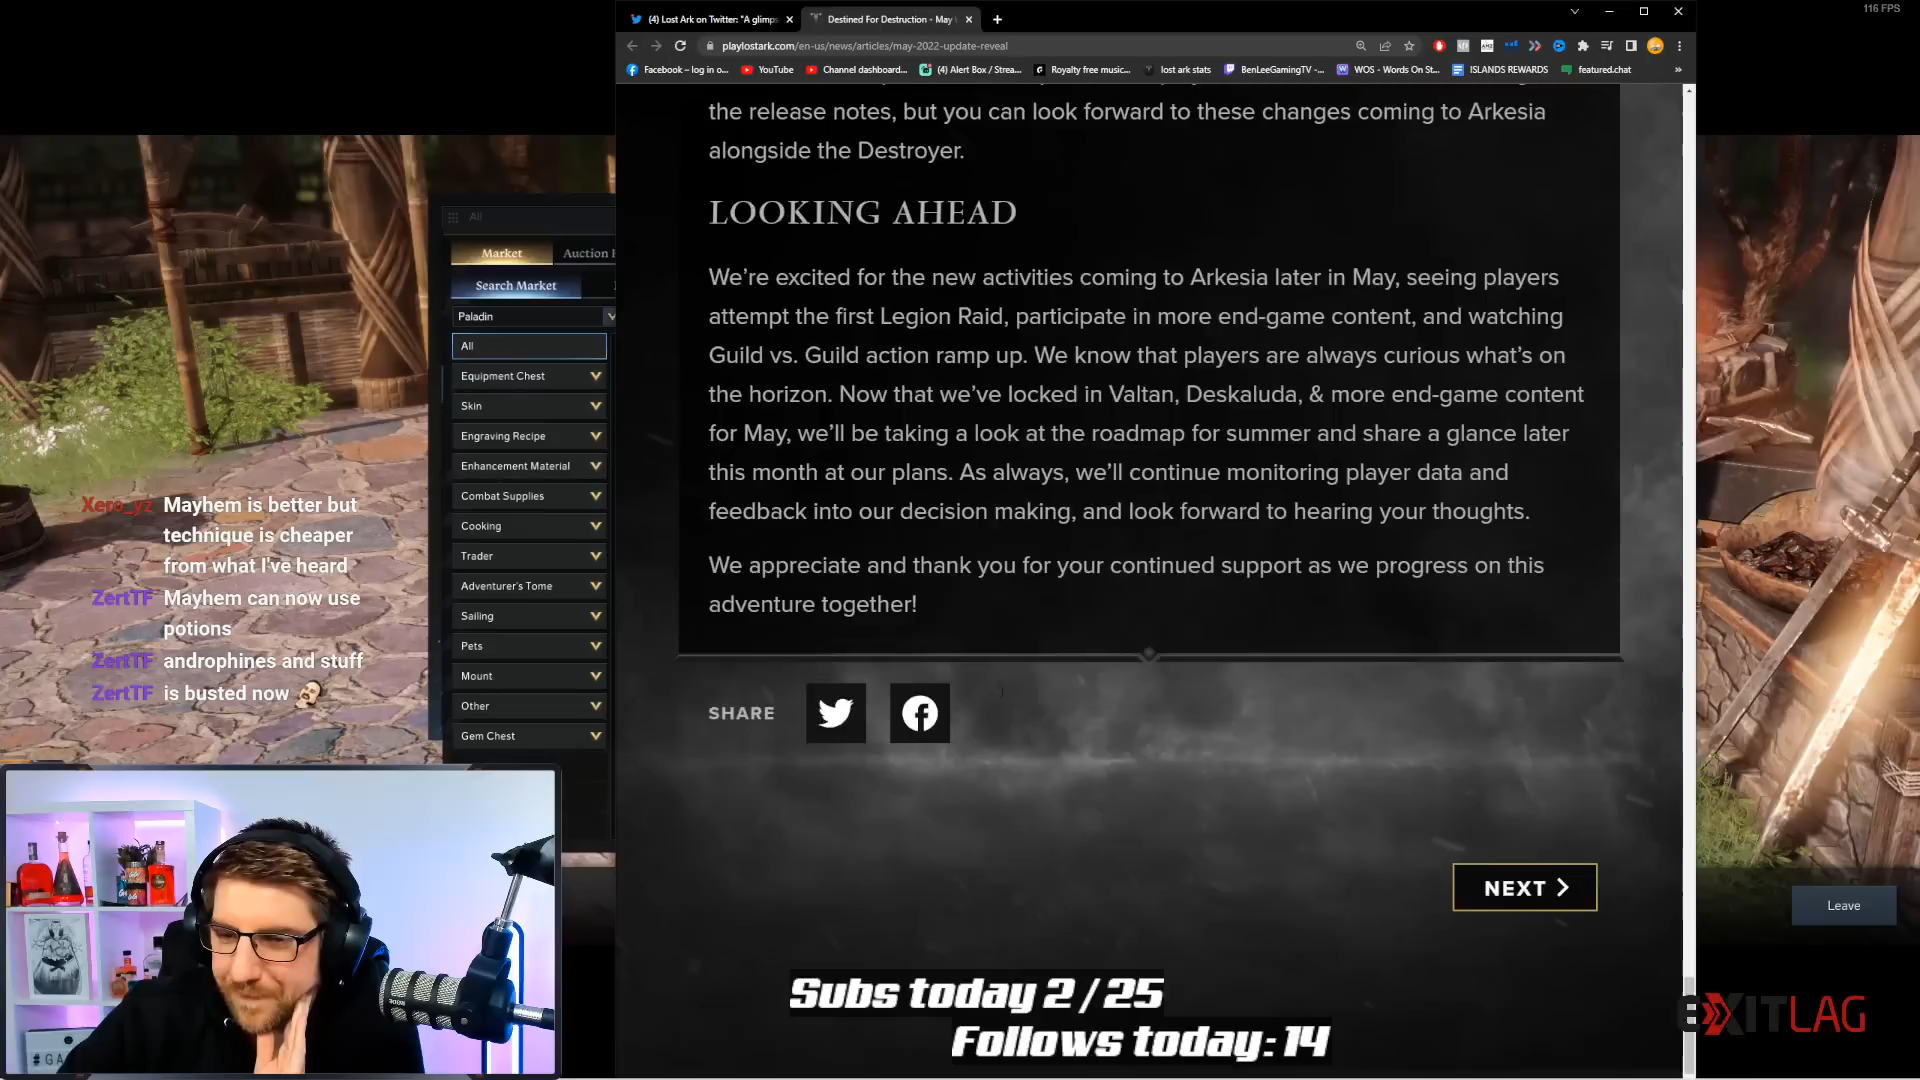 116 FPS
(4) Lost Ark on Twitter: "A glimps
Destined For Destruction - May
playlostark.com/en-us/news/articles/may-2022-update-reveal
Facebook – log in o...
YouTube
Channel dashboard...
(4) Alert Box / Strea...
Royalty free music...
lost ark stats
BenLeeGamingTV -...
WOS - Words On St...
ISLANDS REWARDS
featured.chat
the release notes, but you can look forward to these changes coming to Arkesia
alongside the Destroyer.
LOOKING AHEAD
We're excited for the new activities coming to Arkesia later in May, seeing players
attempt the first Legion Raid, participate in more end-game content, and watching
Guild vs. Guild action ramp up. We know that players are always curious what's on
the horizon. Now that we've locked in Valtan, Deskaluda, & more end-game content
for May, we'll be taking a look at the roadmap for summer and share a glance later
this month at our plans. As always, we'll continue monitoring player data and
feedback into our decision making, and look forward to hearing your thoughts.
We appreciate and thank you for your continued support as we progress on this
adventure together!
SHARE
NEXT
All
Market
Auction
Search Market
Paladin
All
Equipment Chest
Skin
Engraving Recipe
Enhancement Material
Combat Supplies
Cooking
Trader
Adventurer's Tome
Sailing
Pets
Mount
Other
Gem Chest
Xero_yz Mayhem is better but
technique is cheaper
from what I've heard
ZertTF Mayhem can now use
potions
ZertTF androphines and stuff
ZertTF is busted now
RODE
#GA
Subs today 2/25
Follows today: 14
Leave
EXITLAG